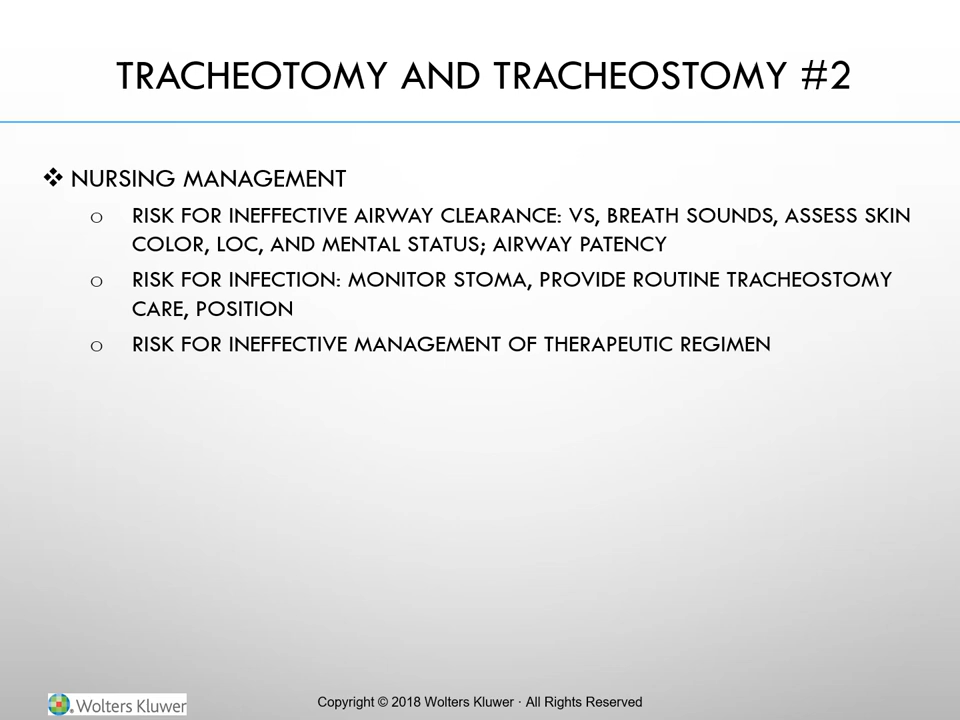 TRACHEOTOMY AND TRACHEOSTOMY #2
❖ NURSING MANAGEMENT
o RISK FOR INEFFECTIVE AIRWAY CLEARANCE: VS, BREATH SOUNDS, ASSESS SKIN
COLOR, LOC, AND MENTAL STATUS; AIRWAY PATENCY
o RISK FOR INFECTION: MONITOR STOMA, PROVIDE ROUTINE TRACHEOSTOMY
CARE, POSITION
o RISK FOR INEFFECTIVE MANAGEMENT OF THERAPEUTIC REGIMEN
Wolters Kluwer
Copyright © 2018 Wolters Kluwer · All Rights Reserved